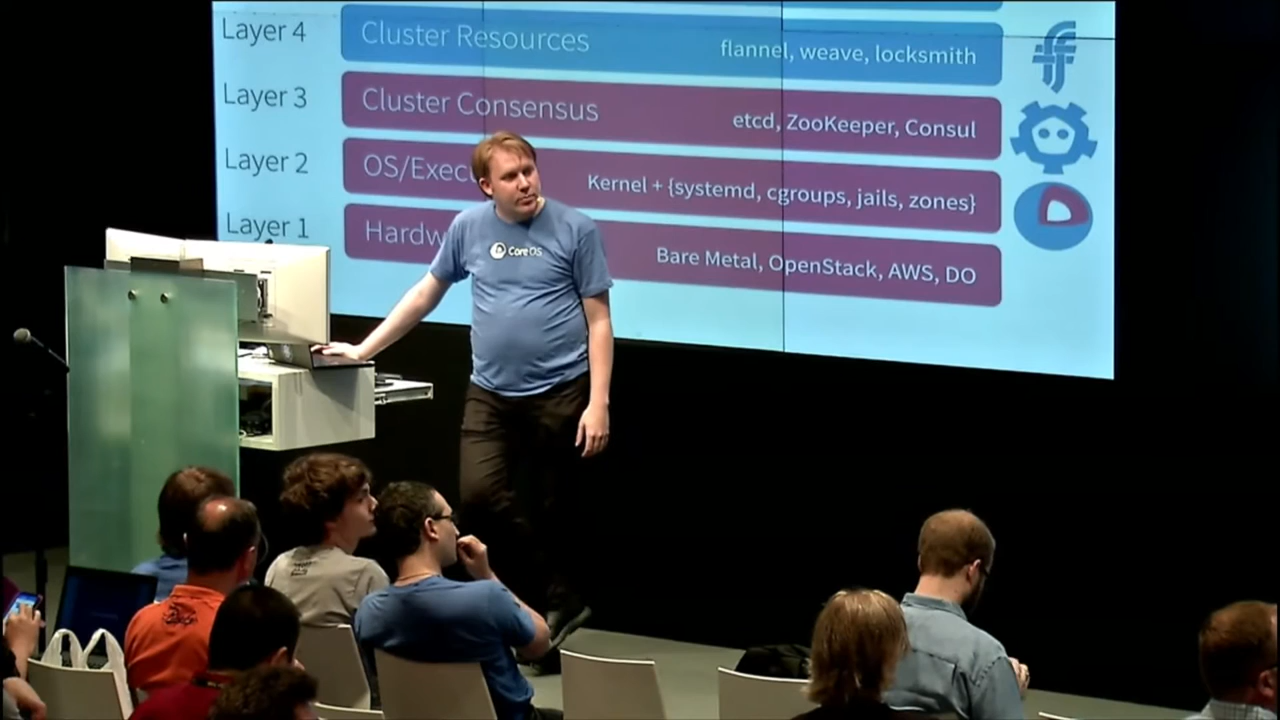 Layer 4
Cluster Resources
flannel, weave, locksmith
Layer 3
Cluster Consensus
etcd, ZooKeeper, Consul
Layer 2
OS/Exec
Kernel + {systemd, cgroups, jails, zones}
Layer 1
Hardw
Bare Metal, OpenStack, AWS, DO
CoreOS